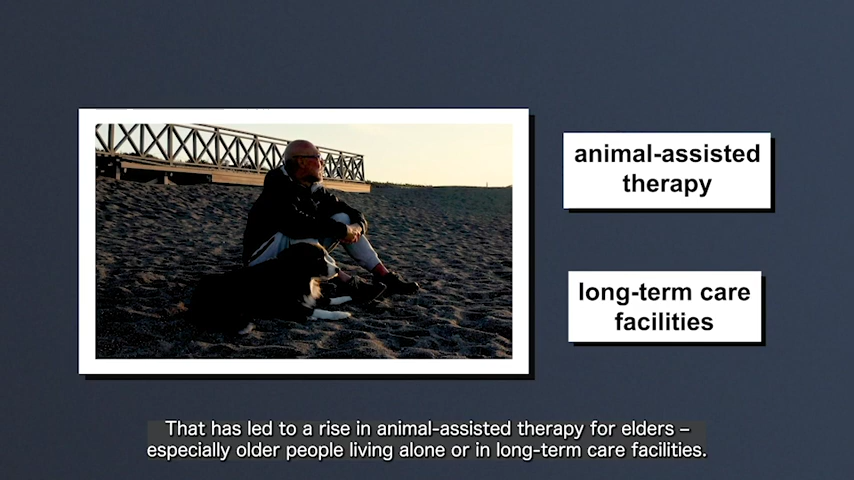 animal-assisted
therapy
long-term care
facilities
That has led to a rise in animal-assisted therapy for elders –
especially older people living alone or in long-term care facilities.